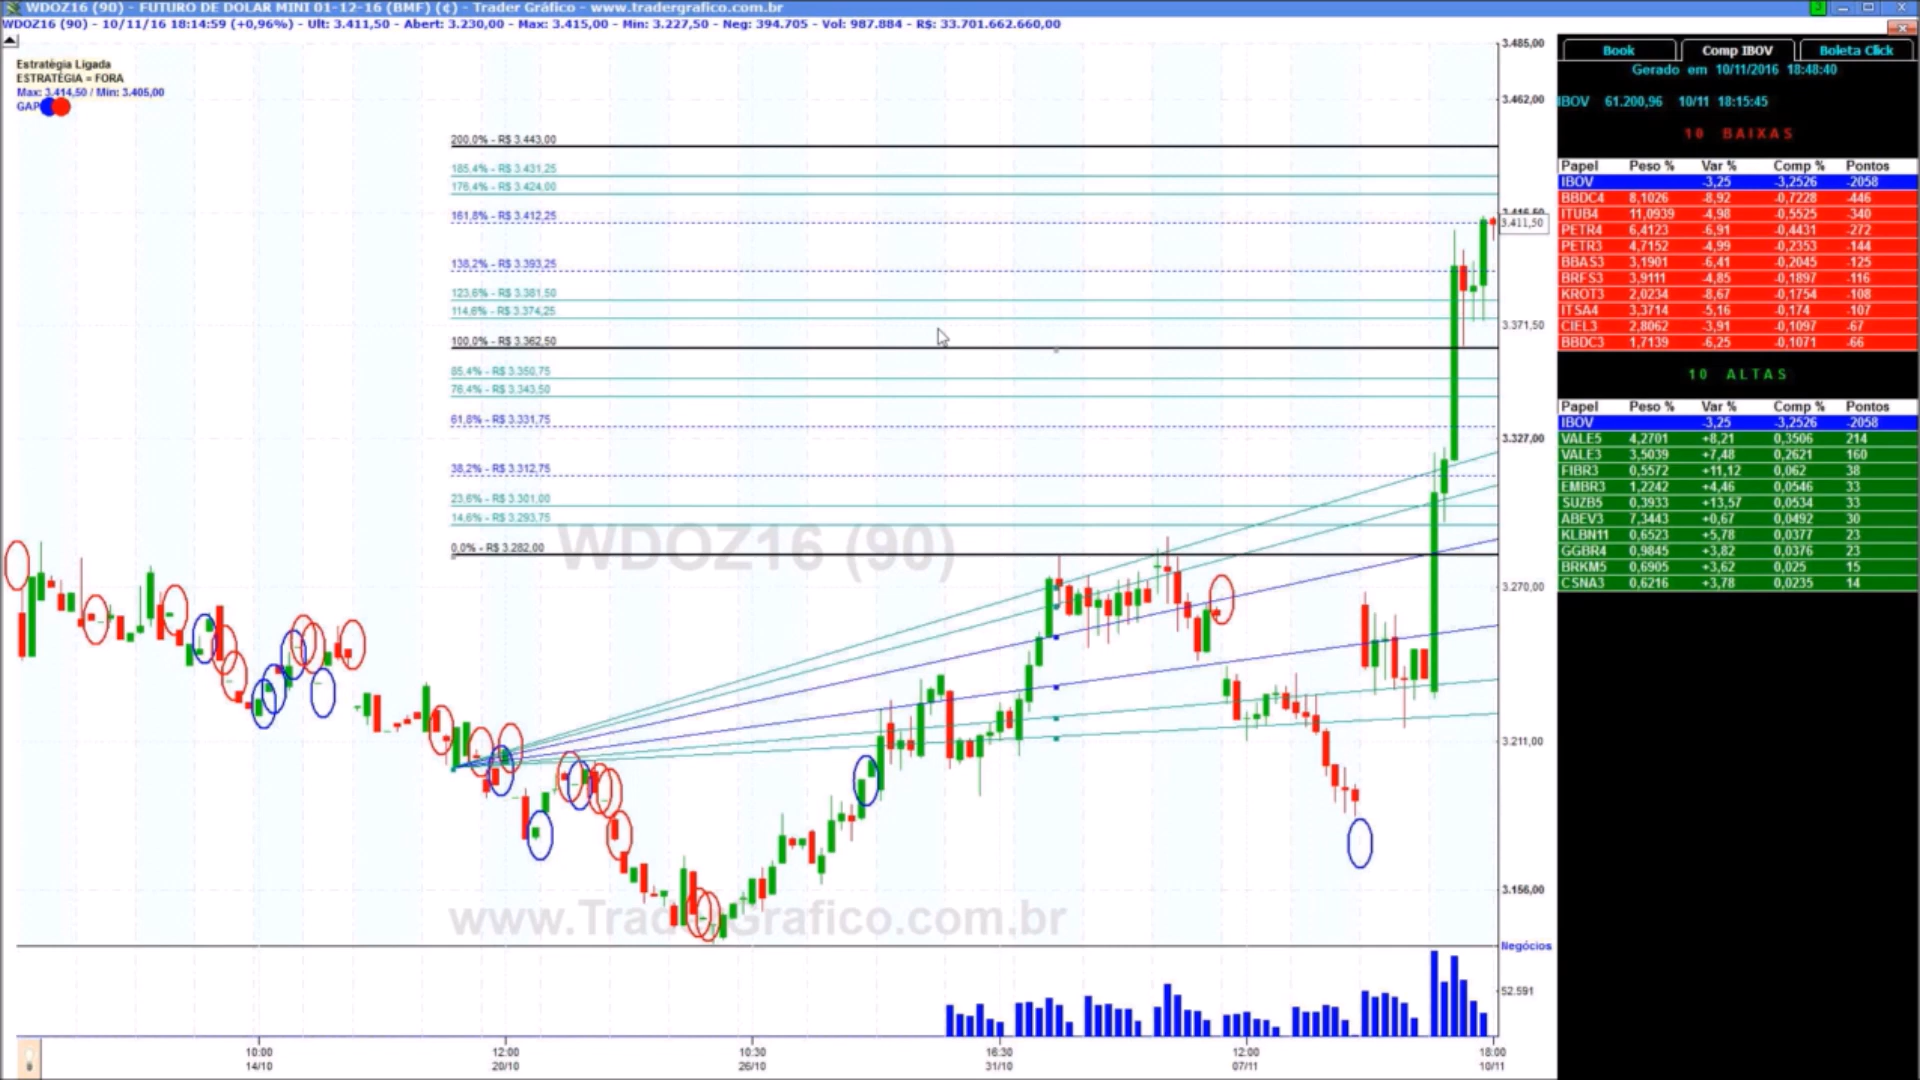 WDOZ16 (90) - FUTURO DE DOLAR MINI 01-12-16 (BMF) (¢) - Trader Gráfico - www.tradergrafico.com.br
WDOZ16 (90) - 10/11/16 18:14:59 (+0,96%) - Ult: 3.411,50 - Abert: 3.230,00 - Max: 3.415,00 - Min: 3.227,50 - Neg: 394.705 - Vol: 987.884 - R$: 33.701.662.660,00
Estratégia Ligada
ESTRATÉGIA = FORA
Max: 3.414,50 / Min: 3.405,00
GAP
200,0% - R$ 3.443,00
185,4% - R$ 3.431,25
176,4% - R$ 3.424,00
161,8% - R$ 3.412,25
138,2% - R$ 3.393,25
123,6% - R$ 3.381,50
114,6% - R$ 3.374,25
100,0% - R$ 3.362,50
85,4% - R$ 3.350,75
76,4% - R$ 3.343,50
61,8% - R$ 3.331,75
38,2% - R$ 3.312,75
23,6% - R$ 3.301,00
14,6% - R$ 3.293,75
0,0% - R$ 3.282,00
WDOZ16 (90)
www.TraderGrafico.com.br
3.485,00
3.462,00
3.411,50
3.371,50
3.327,00
3.270,00
3.211,00
3.156,00
Negócios
52.591
10:00 12:00 10:30 16:30 12:00 18:00
14/10 20/10 26/10 31/10 07/11 10/11
Book Comp IBOV Boleta Click
Gerado em 10/11/2016 18:48:40
IBOV 61.200,96 10/11 18:15:45
10 BAIXAS
Papel Peso % Var % Comp % Pontos
IBOV -3,25 -3,2526 -2058
BBDC4 8,1026 -8,92 -0,7228 -446
ITUB4 11,0939 -4,98 -0,5525 -340
PETR4 6,4123 -6,91 -0,4431 -272
PETR3 4,7152 -4,99 -0,2353 -144
BBAS3 3,1901 -6,41 -0,2045 -125
BRFS3 3,9111 -4,85 -0,1897 -116
KROT3 2,0234 -8,67 -0,1754 -108
ITSA4 3,3714 -5,16 -0,174 -107
CIEL3 2,8062 -3,91 -0,1097 -67
BBDC3 1,7139 -6,25 -0,1071 -66
10 ALTAS
Papel Peso % Var % Comp % Pontos
IBOV -3,25 -3,2526 -2058
VALE5 4,2701 +8,21 0,3506 214
VALE3 3,5039 +7,48 0,2621 160
FIBR3 0,5572 +11,12 0,062 38
EMBR3 1,2242 +4,46 0,0546 33
SUZB5 0,3933 +13,57 0,0534 33
ABEV3 7,3443 +0,67 0,0492 30
KLBN11 0,6523 +5,78 0,0377 23
GGBR4 0,9845 +3,82 0,0376 23
BRKM5 0,6905 +3,62 0,025 15
CSNA3 0,6216 +3,78 0,0235 14